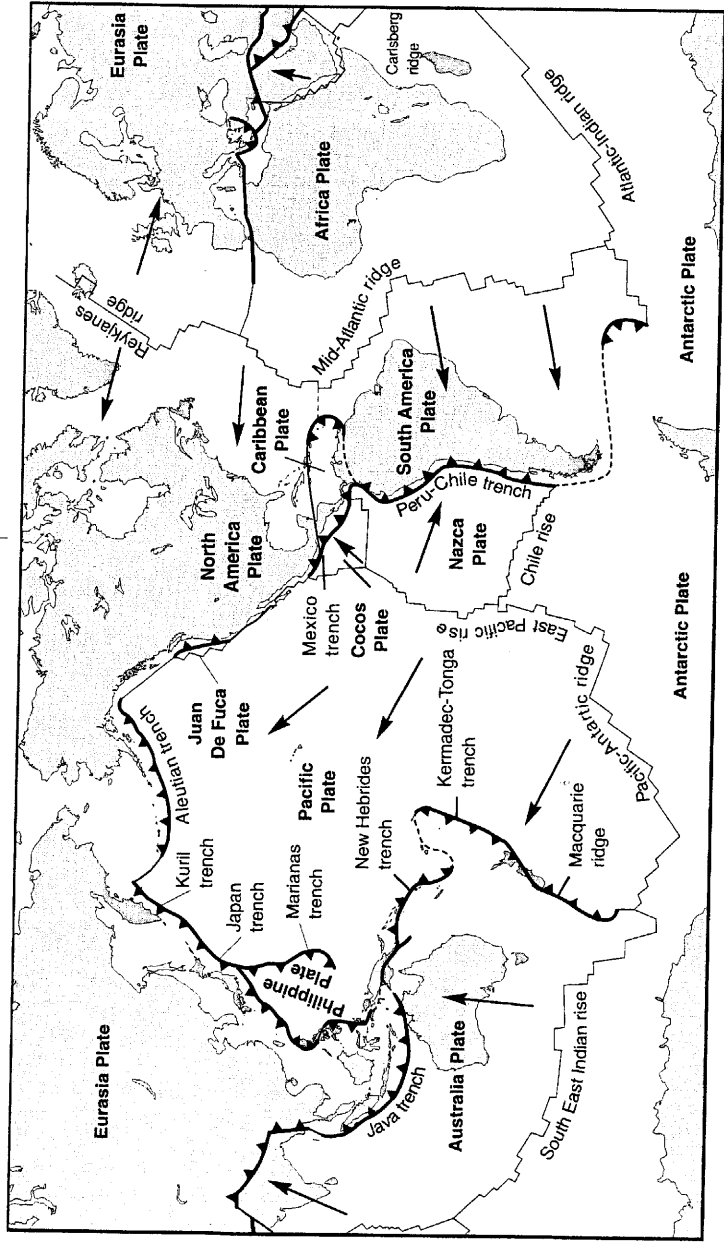 Eurasia Plate
Eurasia
Plate
Carlsberg
ridge
Africa Plate
Atlantic-Indian ridge
Antarctic Plate
Reykjanes
ridge
Mid-Atlantic ridge
North
America
Plate
Caribbean
Plate
South America
Plate
Peru-Chile trench
Nazca
Plate
Chile rise
Mexico
trench
Cocos
Plate
East Pacific rise
Antarctic Plate
Pacific-Antartic ridge
Aleutian trench
Juan
De Fuca
Plate
Pacific
Plate
Kuril
trench
Japan
trench
Marianas
trench
Philippine
Plate
New Hebrides
trench
Kermadec-Tonga
trench
Macquarie
ridge
Java trench
Australia Plate
South East Indian rise